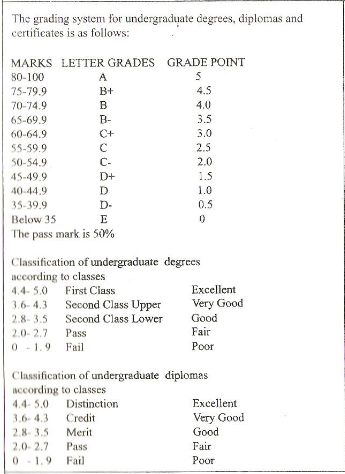 The grading system for undergraduate degrees, diplomas and
certificates is as follows:
MARKS LETTER GRADES GRADE POINT
80-100 A 5
75-79.9 B+ 4.5
70-74.9 B 4.0
65-69.9 B- 3.5
60-64.9 C+ 3.0
55-59.9 C 2.5
50-54.9 C- 2.0
45-49.9 D+ 1.5
40-44.9 D 1.0
35-39.9 D- 0.5
Below 35 E 0
The pass mark is 50%
Classification of undergraduate degrees
according to classes
4.4- 5.0 First Class Excellent
3.6- 4.3 Second Class Upper Very Good
2.8- 3.5 Second Class Lower Good
2.0- 2.7 Pass Fair
0 - 1.9 Fail Poor
Classification of undergraduate diplomas
according to classes
4.4- 5.0 Distinction Excellent
3.6- 4.3 Credit Very Good
2.8- 3.5 Merit Good
2.0- 2.7 Pass Fair
0 - 1.9 Fail Poor